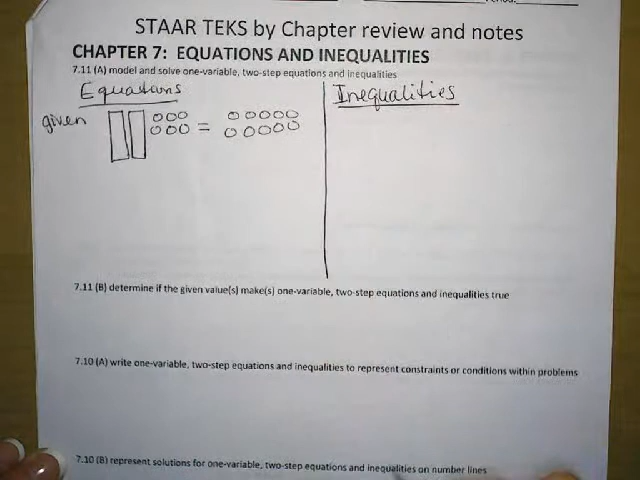 STAAR TEKS by Chapter review and notes
CHAPTER 7: EQUATIONS AND INEQUALITIES
7.11 (A) model and solve one-variable, two-step equations and inequalities
Equations
Inequalities
given
=
7.11 (B) determine if the given value(s) make(s) one-variable, two-step equations and inequalities true
7.10 (A) write one-variable, two-step equations and inequalities to represent constraints or conditions within problems
7.10 (B) represent solutions for one-variable, two-step equations and inequalities on number lines